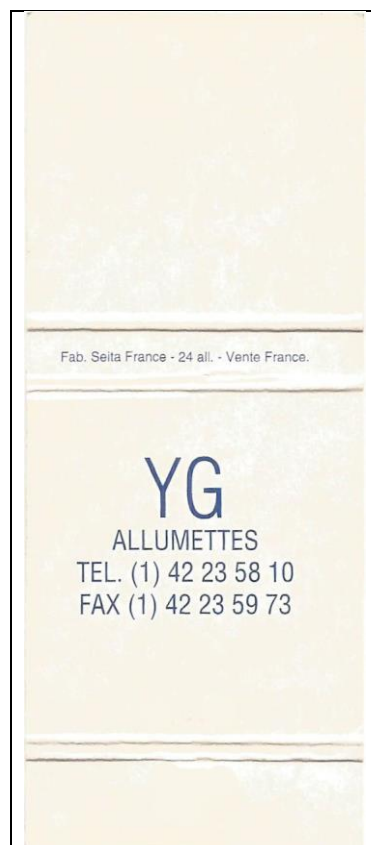 Fab. Seita France - 24 all. - Vente France.
YG
ALLUMETTES
TEL. (1) 42 23 58 10
FAX (1) 42 23 59 73